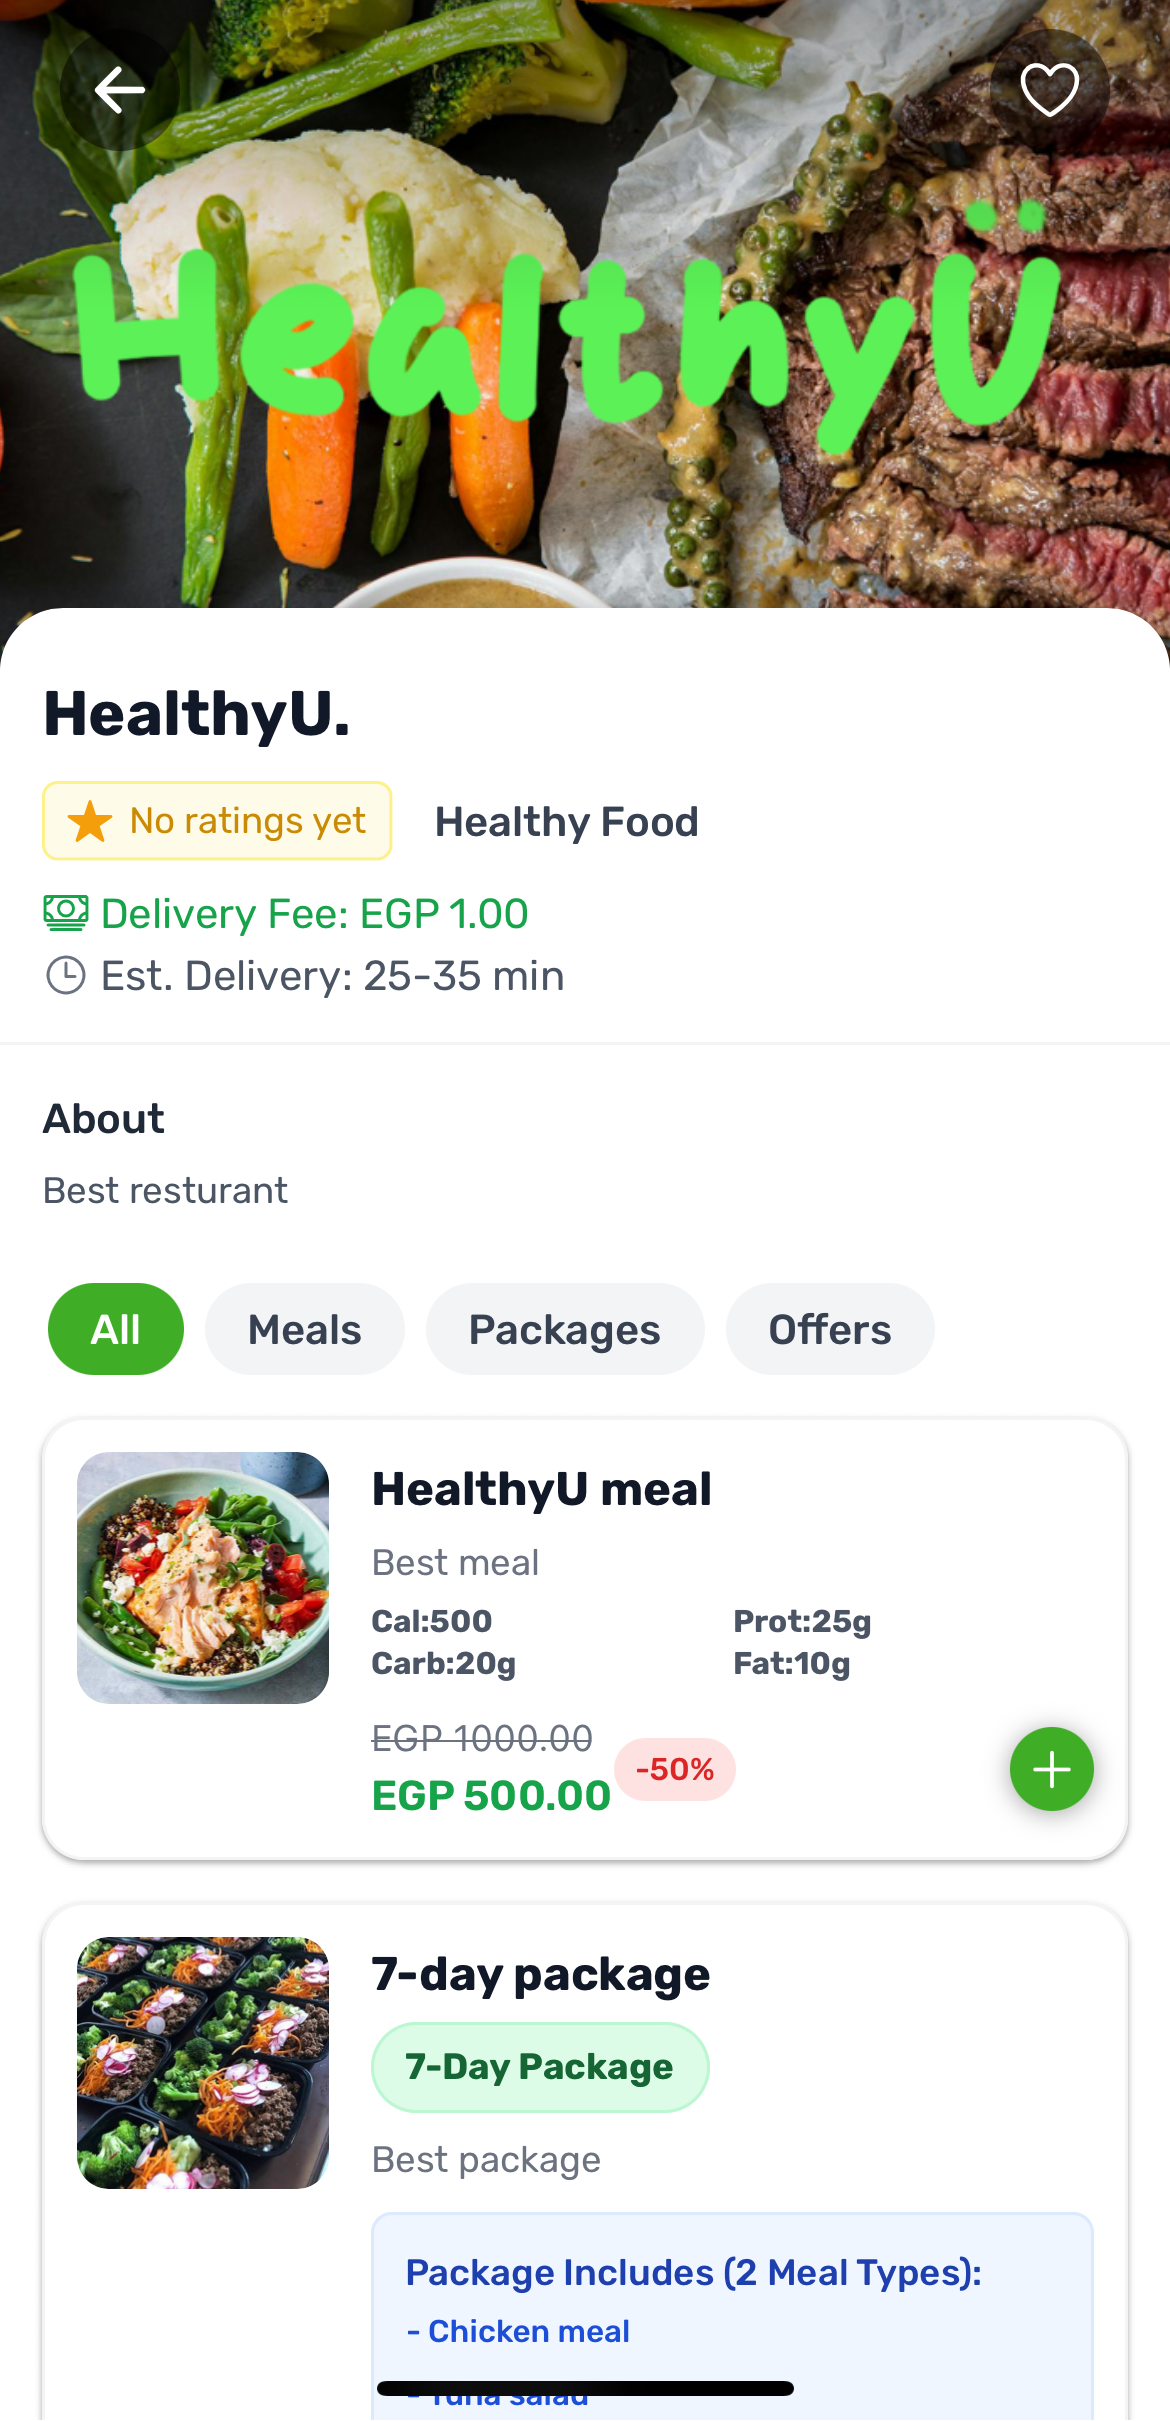 HealthyÜ
HealthyU.
No ratings yet
Healthy Food
Delivery Fee: EGP 1.00
Est. Delivery: 25-35 min
About
Best resturant
All
Meals
Packages
Offers
HealthyU meal
Best meal
Cal:500
Prot:25g
Carb:20g
Fat:10g
EGP 1000.00
-50%
EGP 500.00
7-day package
7-Day Package
Best package
Package Includes (2 Meal Types):
- Chicken meal
- Tuna salad